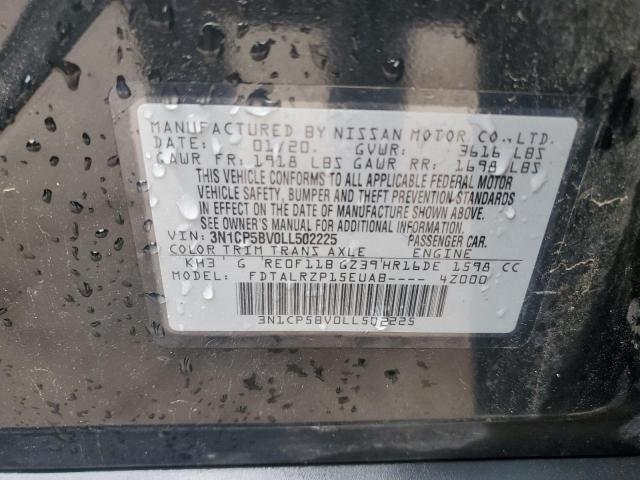 MANUFACTURED BY NISSAN MOTOR CO., LTD.
DATE: 01/20. GVWR: 3616 LBS
GAWR FR: 1918 LBS GAWR RR: 1698 LBS
THIS VEHICLE CONFORMS TO ALL APPLICABLE FEDERAL MOTOR
VEHICLE SAFETY, BUMPER AND THEFT PREVENTION STANDARDS
IN EFFECT ON THE DATE OF MANUFACTURE SHOWN ABOVE.
SEE OWNER'S MANUAL FOR ADDITIONAL INFORMATION.
VIN: 3N1CP5BV0LL502225 PASSENGER CAR.
COLOR TRIM TRANS AXLE ENGINE
KH3 G RE0F11B GZ39 HR16DE 1598 CC
MODEL: FDTALRZP15EUAB---- 4Z000
3N1CP5BV0LL502225